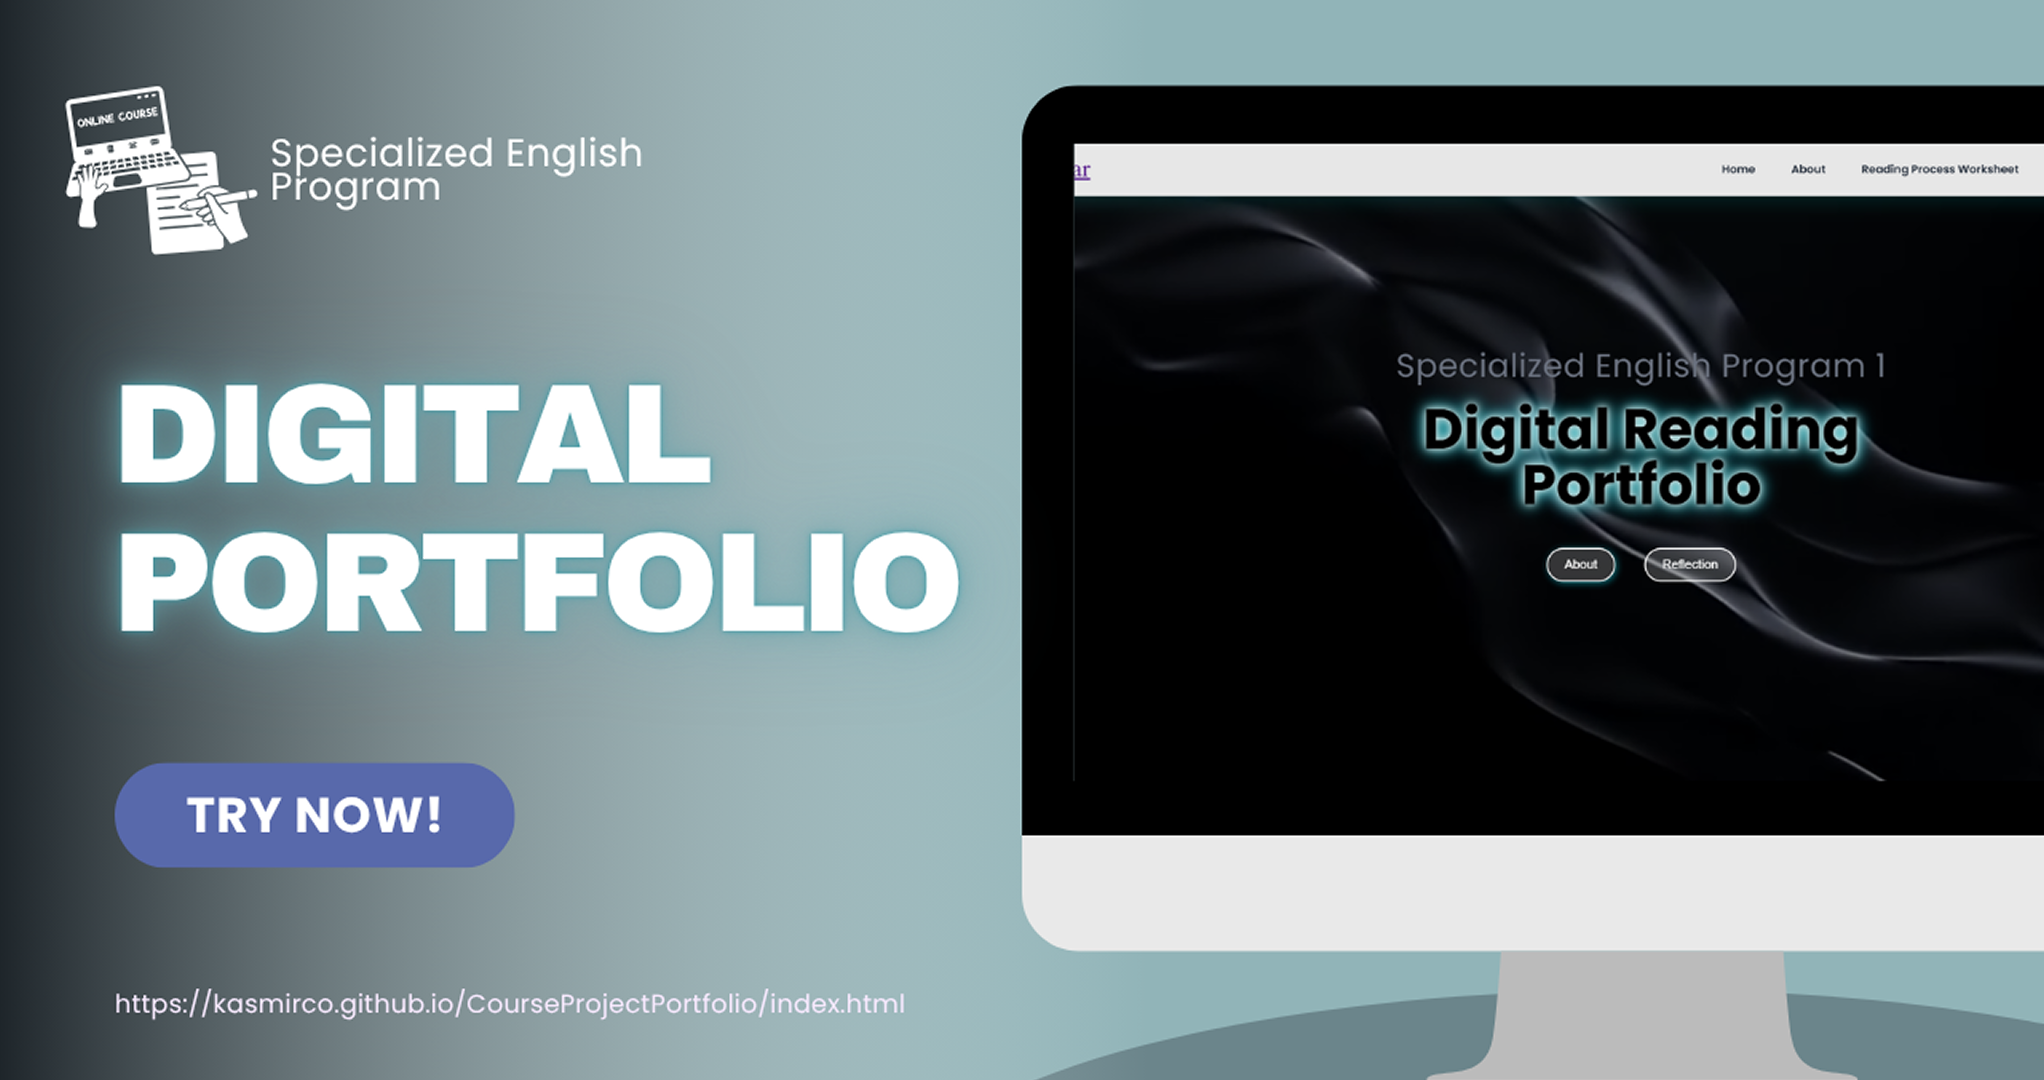 ONLINE COURSE
Specialized English
Program
DIGITAL
PORTFOLIO
TRY NOW!
https://kasmirco.github.io/CourseProjectPortfolio/index.html
ar
Home About Reading Process Worksheet
Specialized English Program 1
Digital Reading
Portfolio
About Reflection